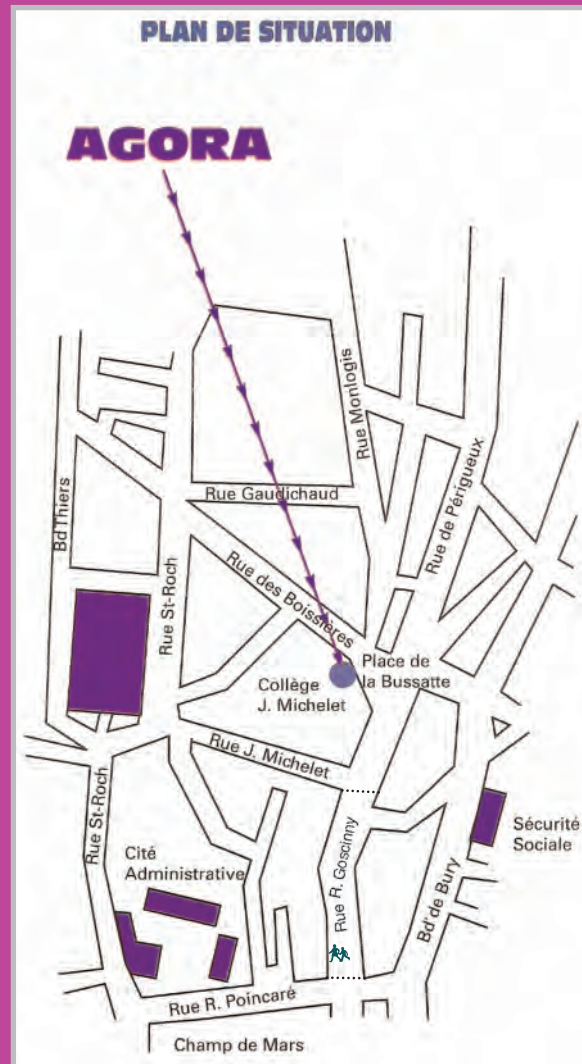 PLAN DE SITUATION
AGORA
Rue Monlogis
Rue de Périgueux
Rue Gaudichaud
Bd Thiers
Rue St-Roch
Rue des Boissières
Place de
la Bussatte
Collège
J. Michelet
Rue J. Michelet
Rue St-Roch
Cité
Administrative
Rue R. Goscinny
Bd' de Bury
Sécurité
Sociale
Rue R. Poincaré
Champ de Mars